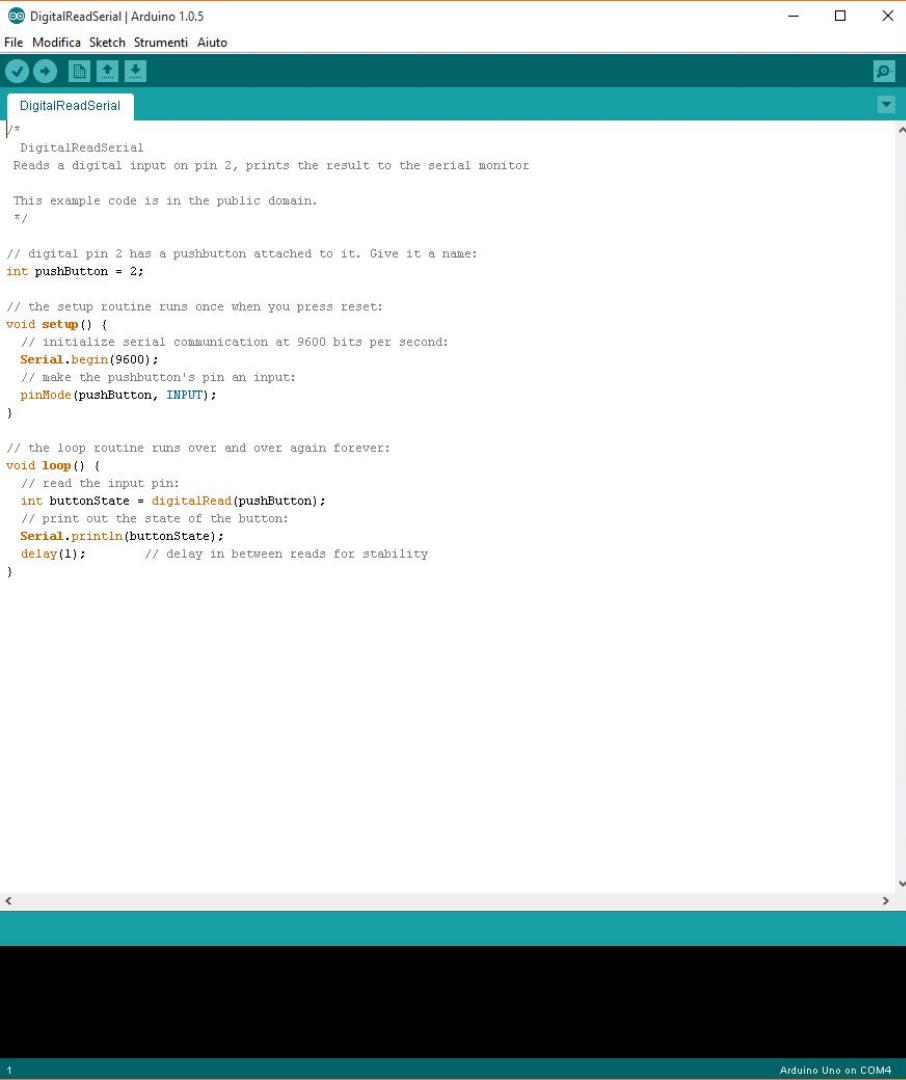 DigitalReadSerial | Arduino 1.0.5
File Modifica Sketch Strumenti Aiuto
DigitalReadSerial
/*
  DigitalReadSerial
 Reads a digital input on pin 2, prints the result to the serial monitor
 This example code is in the public domain.
 */
// digital pin 2 has a pushbutton attached to it. Give it a name:
int pushButton = 2;
// the setup routine runs once when you press reset:
void setup() {
  // initialize serial communication at 9600 bits per second:
  Serial.begin(9600);
  // make the pushbutton's pin an input:
  pinMode(pushButton, INPUT);
}
// the loop routine runs over and over again forever:
void loop() {
  // read the input pin:
  int buttonState = digitalRead(pushButton);
  // print out the state of the button:
  Serial.println(buttonState);
  delay(1);        // delay in between reads for stability
}
1
Arduino Uno on COM4